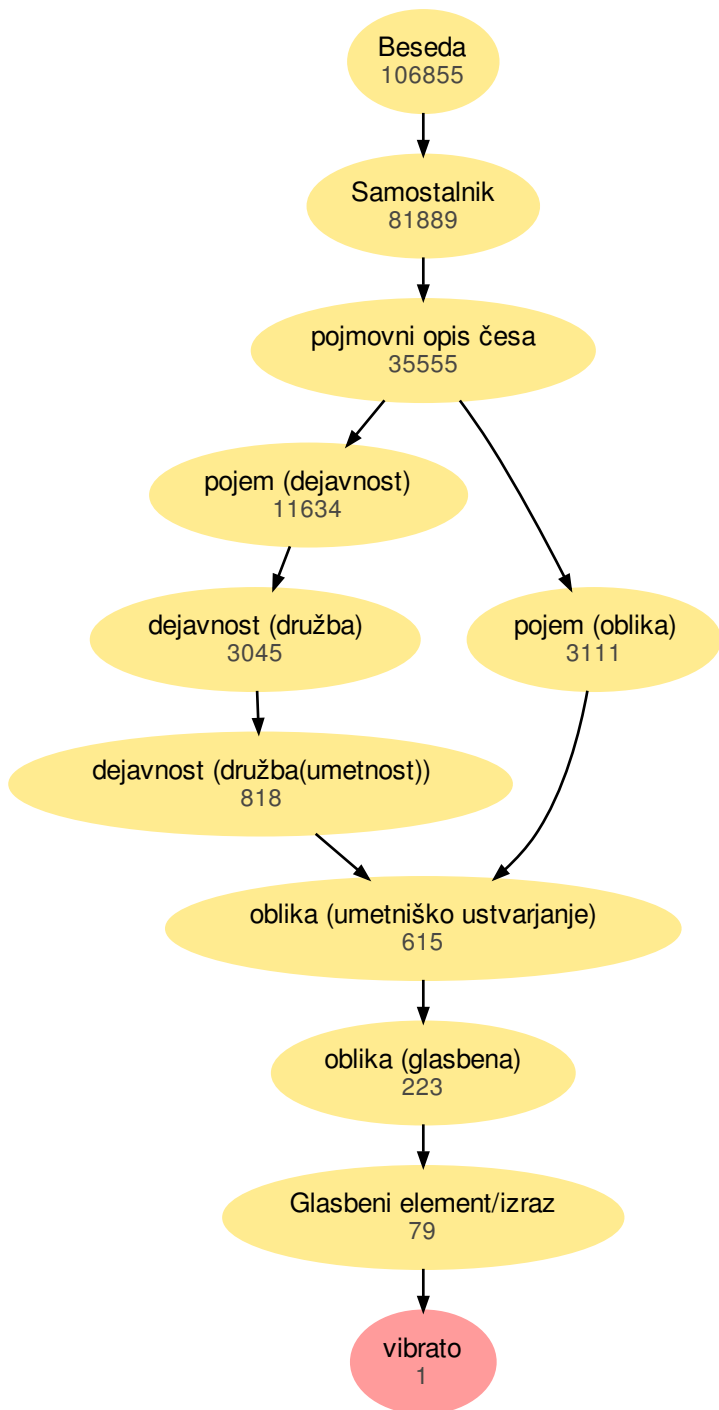 Beseda
106855
Samostalnik
81889
pojmovni opis česa
35555
pojem (dejavnost)
11634
dejavnost (družba)
3045
pojem (oblika)
3111
dejavnost (družba(umetnost))
818
oblika (umetniško ustvarjanje)
615
oblika (glasbena)
223
Glasbeni element/izraz
79
vibrato
1